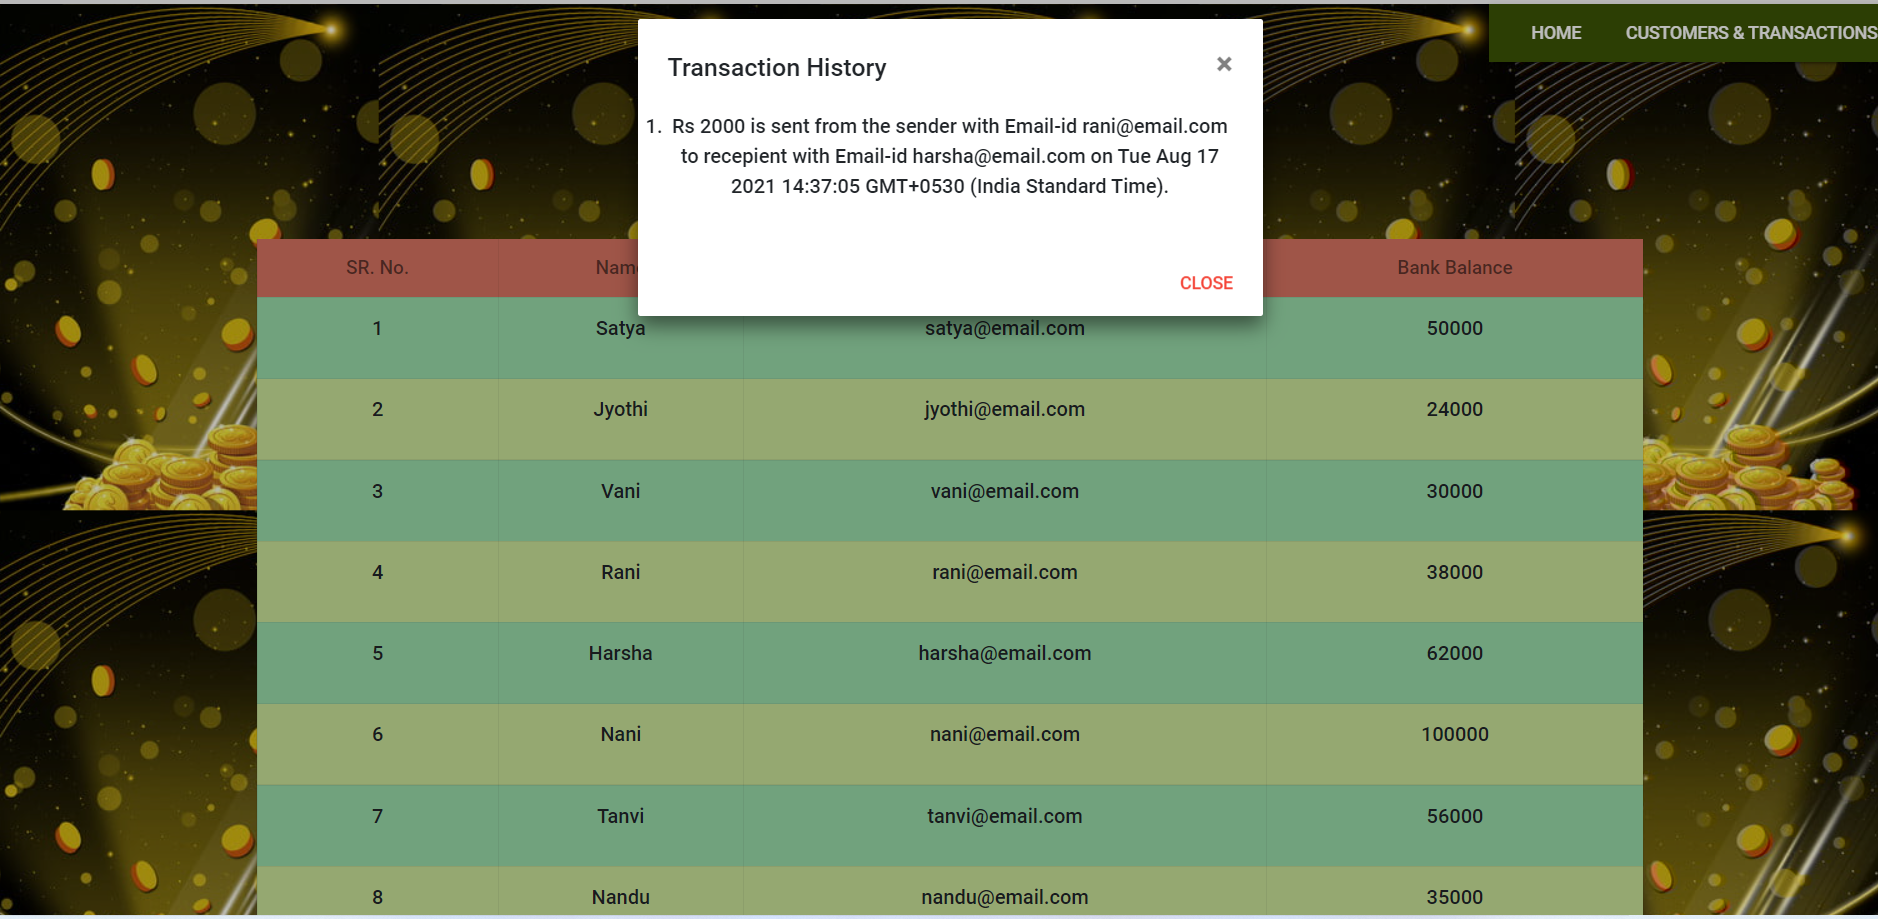 HOME CUSTOMERS & TRANSACTIONS
Transaction History ×
1. Rs 2000 is sent from the sender with Email-id rani@email.com
to recepient with Email-id harsha@email.com on Tue Aug 17
2021 14:37:05 GMT+0530 (India Standard Time).
CLOSE
SR. No. Nam Bank Balance
1 Satya satya@email.com 50000
2 Jyothi jyothi@email.com 24000
3 Vani vani@email.com 30000
4 Rani rani@email.com 38000
5 Harsha harsha@email.com 62000
6 Nani nani@email.com 100000
7 Tanvi tanvi@email.com 56000
8 Nandu nandu@email.com 35000